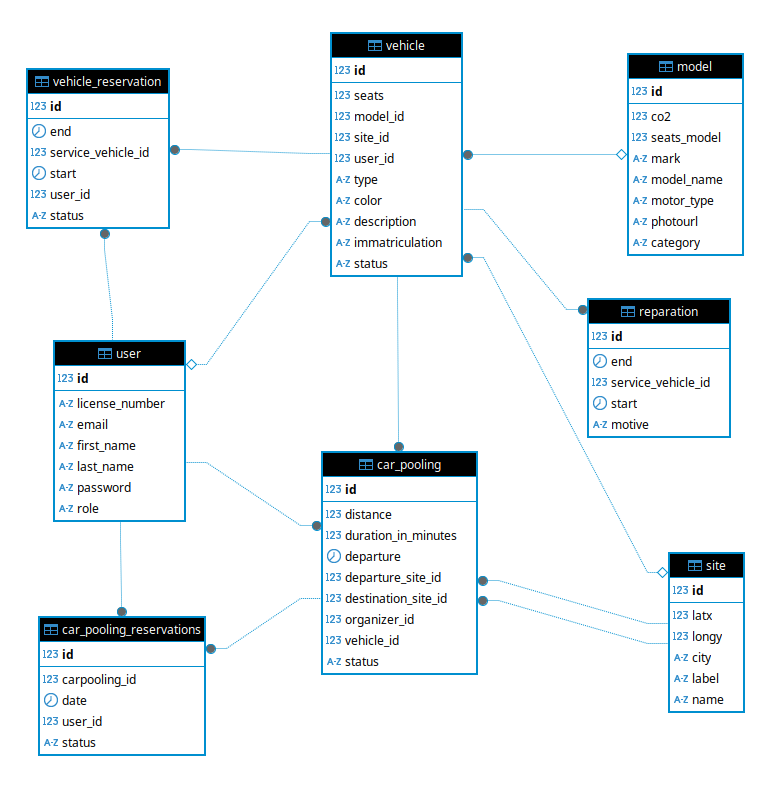 vehicle
123 id
123 seats
123 model_id
123 site_id
123 user_id
A-Z type
A-Z color
A-Z description
A-Z immatriculation
A-Z status
vehicle_reservation
123 id
end
123 service_vehicle_id
start
123 user_id
A-Z status
model
123 id
123 co2
123 seats_model
A-Z mark
A-Z model_name
A-Z motor_type
A-Z photourl
A-Z category
reparation
123 id
end
123 service_vehicle_id
start
A-Z motive
user
123 id
A-Z license_number
A-Z email
A-Z first_name
A-Z last_name
A-Z password
A-Z role
car_pooling
123 id
123 distance
123 duration_in_minutes
departure
123 departure_site_id
123 destination_site_id
123 organizer_id
123 vehicle_id
A-Z status
site
123 id
123 latx
123 longy
A-Z city
A-Z label
A-Z name
car_pooling_reservations
123 id
123 carpooling_id
date
123 user_id
A-Z status